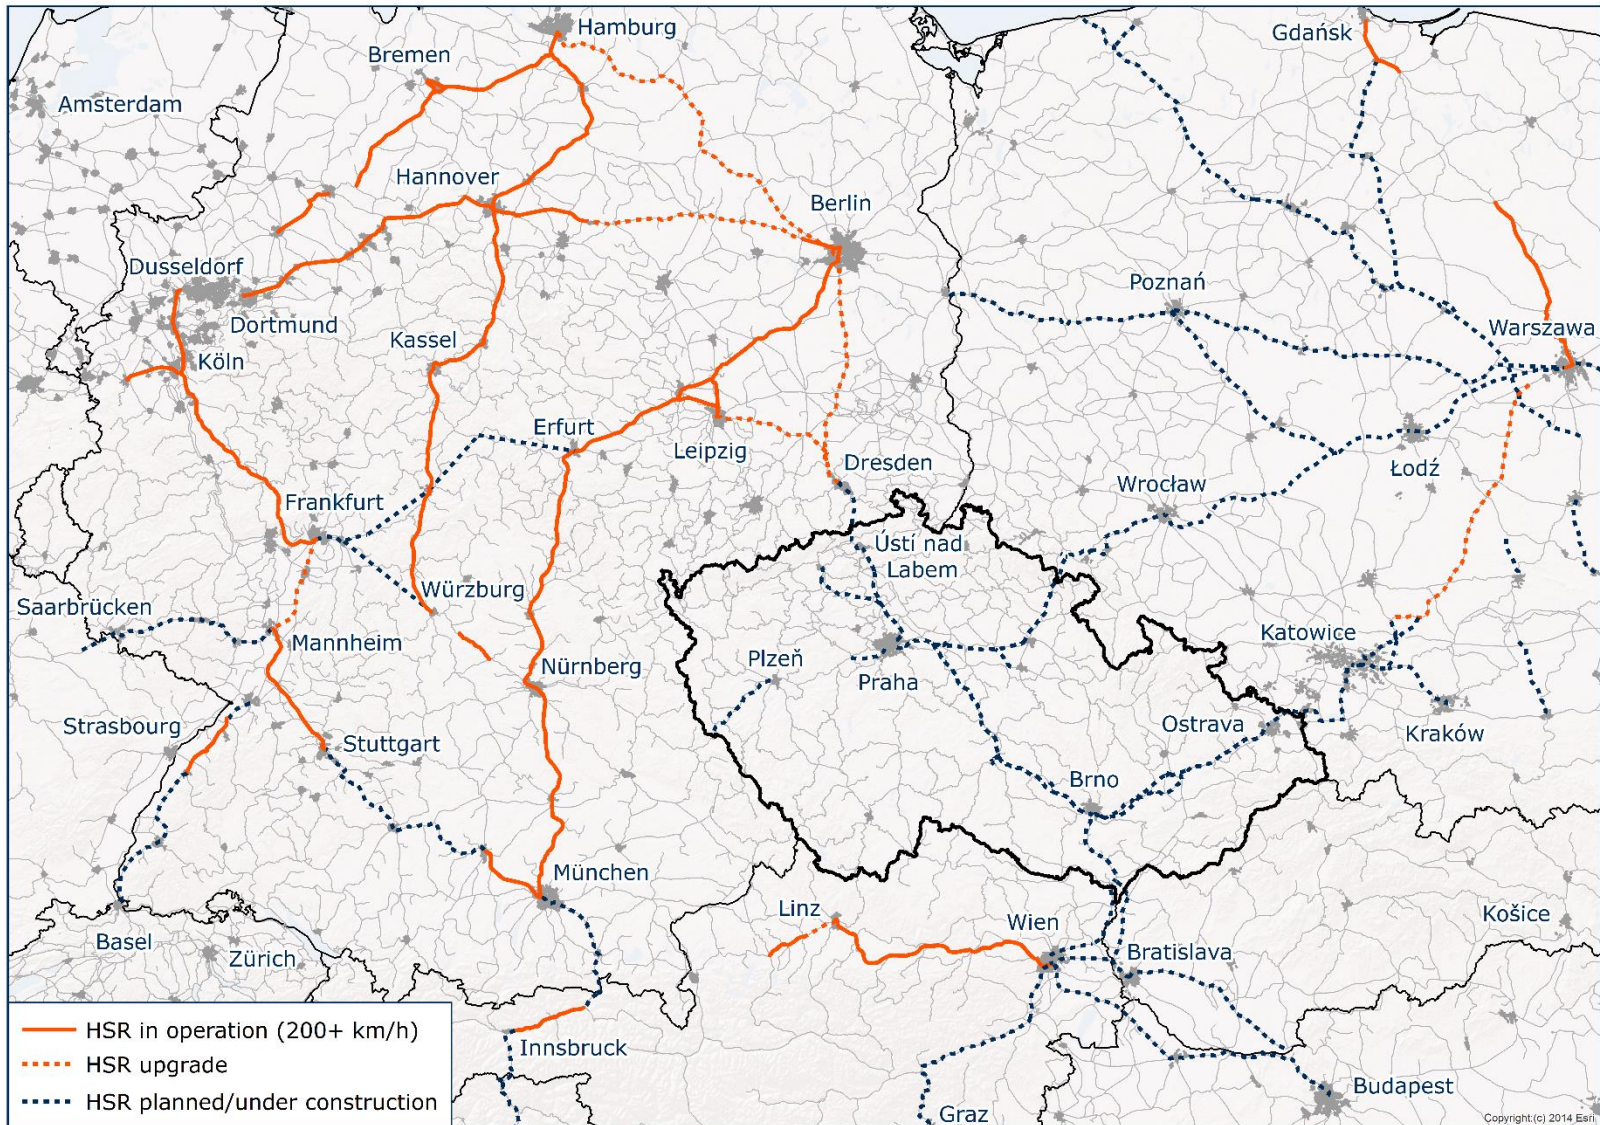 Hamburg
Gdańsk
Bremen
Amsterdam
Hannover
Berlin
Dusseldorf
Poznań
Dortmund
Warszawa
Kassel
Köln
Erfurt
Leipzig
Dresden
Łodź
Frankfurt
Wrocław
Ústí nad
Labem
Würzburg
Saarbrücken
Mannheim
Katowice
Nürnberg
Plzeň
Praha
Strasbourg
Stuttgart
Ostrava
Kraków
Brno
München
Linz
Wien
Košice
Basel
Zürich
Bratislava
HSR in operation (200+ km/h)
Innsbruck
HSR upgrade
Budapest
HSR planned/under construction
Graz
Copyright:(c) 2014 Esri